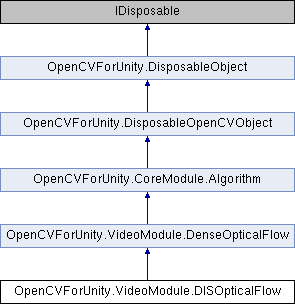 IDisposable
OpenCVForUnity.DisposableObject
OpenCVForUnity.DisposableOpenCVObject
OpenCVForUnity.CoreModule.Algorithm
OpenCVForUnity.VideoModule.DenseOpticalFlow
OpenCVForUnity.VideoModule.DISOpticalFlow